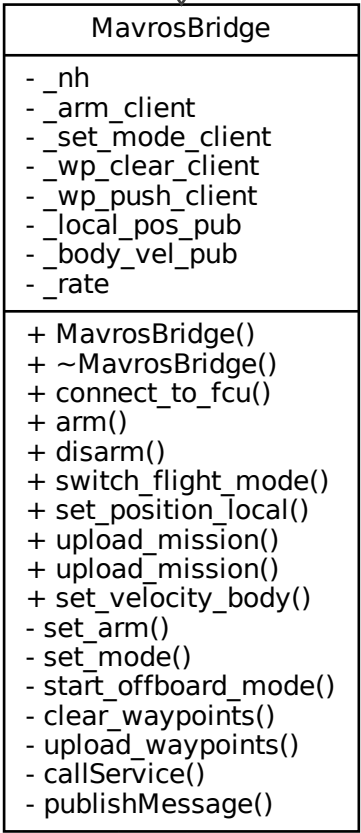 MavrosBridge
- _nh
- _arm_client
- _set_mode_client
- _wp_clear_client
- _wp_push_client
- _local_pos_pub
- _body_vel_pub
- _rate
+ MavrosBridge()
+ ~MavrosBridge()
+ connect_to_fcu()
+ arm()
+ disarm()
+ switch_flight_mode()
+ set_position_local()
+ upload_mission()
+ upload_mission()
+ set_velocity_body()
- set_arm()
- set_mode()
- start_offboard_mode()
- clear_waypoints()
- upload_waypoints()
- callService()
- publishMessage()